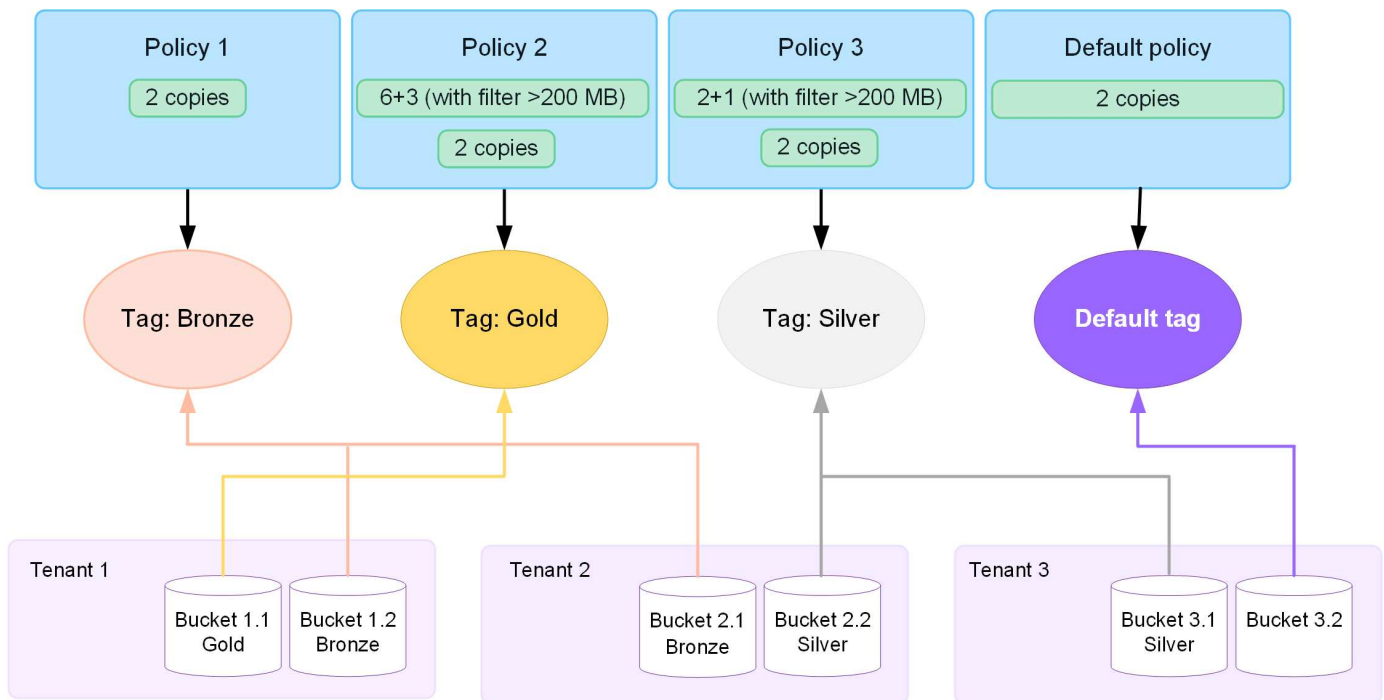 Policy 1
2 copies
Policy 2
6+3 (with filter >200 MB)
2 copies
Policy 3
2+1 (with filter >200 MB)
2 copies
Default policy
2 copies
Tag: Bronze
Tag: Gold
Tag: Silver
Default tag
Tenant 1
Bucket 1.1
Gold
Bucket 1.2
Bronze
Tenant 2
Bucket 2.1
Bronze
Bucket 2.2
Silver
Tenant 3
Bucket 3.1
Silver
Bucket 3.2